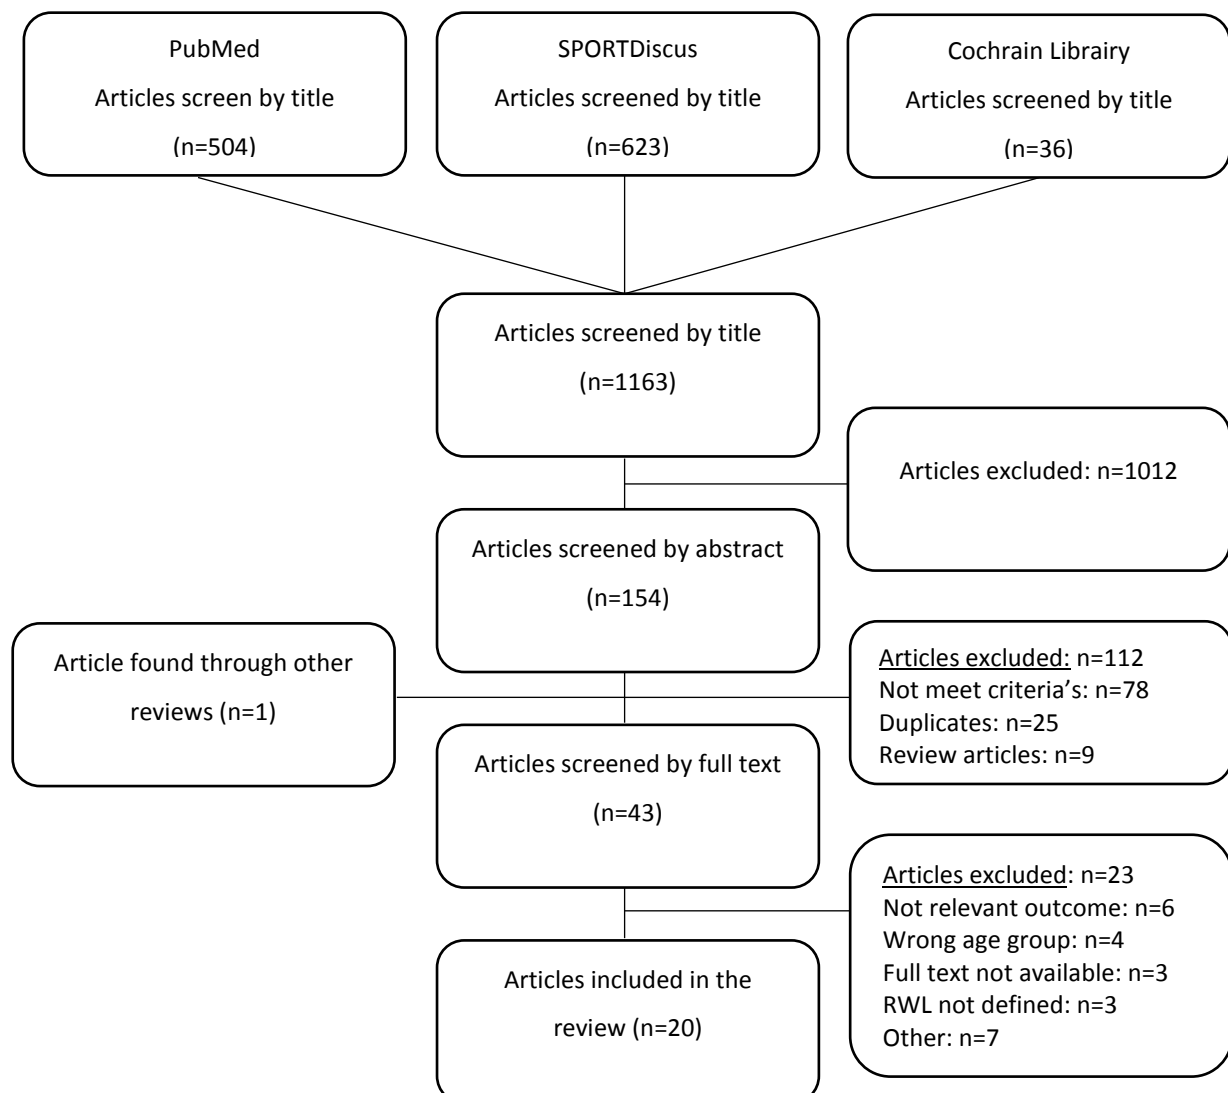 PubMed
Articles screen by title
(n=504)
SPORTDiscus
Articles screened by title
(n=623)
Cochrain Librairy
Articles screened by title
(n=36)
Articles screened by title
(n=1163)
Articles excluded: n=1012
Articles screened by abstract
(n=154)
Article found through other
reviews (n=1)
Articles excluded: n=112
Not meet criteria’s: n=78
Duplicates: n=25
Review articles: n=9
Articles screened by full text
(n=43)
Articles excluded: n=23
Not relevant outcome: n=6
Wrong age group: n=4
Full text not available: n=3
RWL not defined: n=3
Other: n=7
Articles included in the
review (n=20)